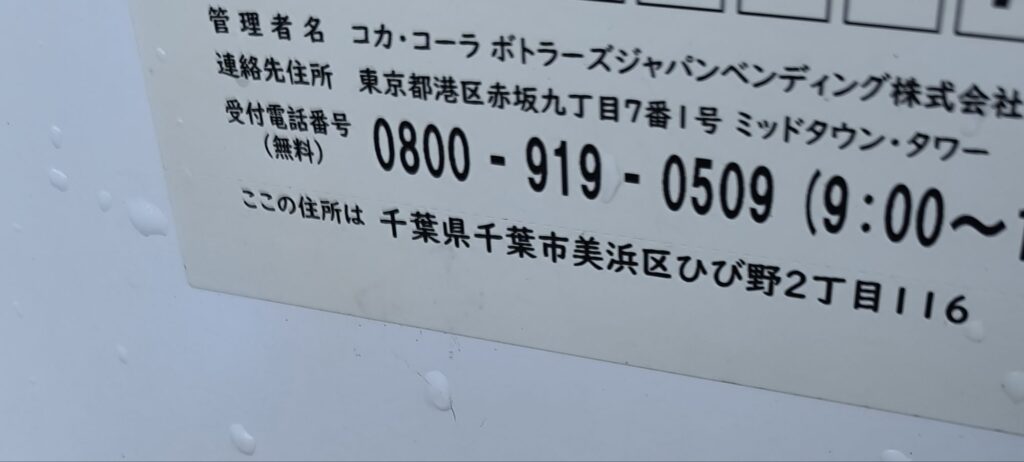 管理者名 コカ・コーラ ボトラーズジャパンベンディング株式会社
連絡先住所 東京都港区赤坂九丁目7番1号 ミッドタウン・タワー
受付電話番号 (無料) 0800-919-0509 (9:00〜
ここの住所は 千葉県千葉市美浜区ひび野2丁目116